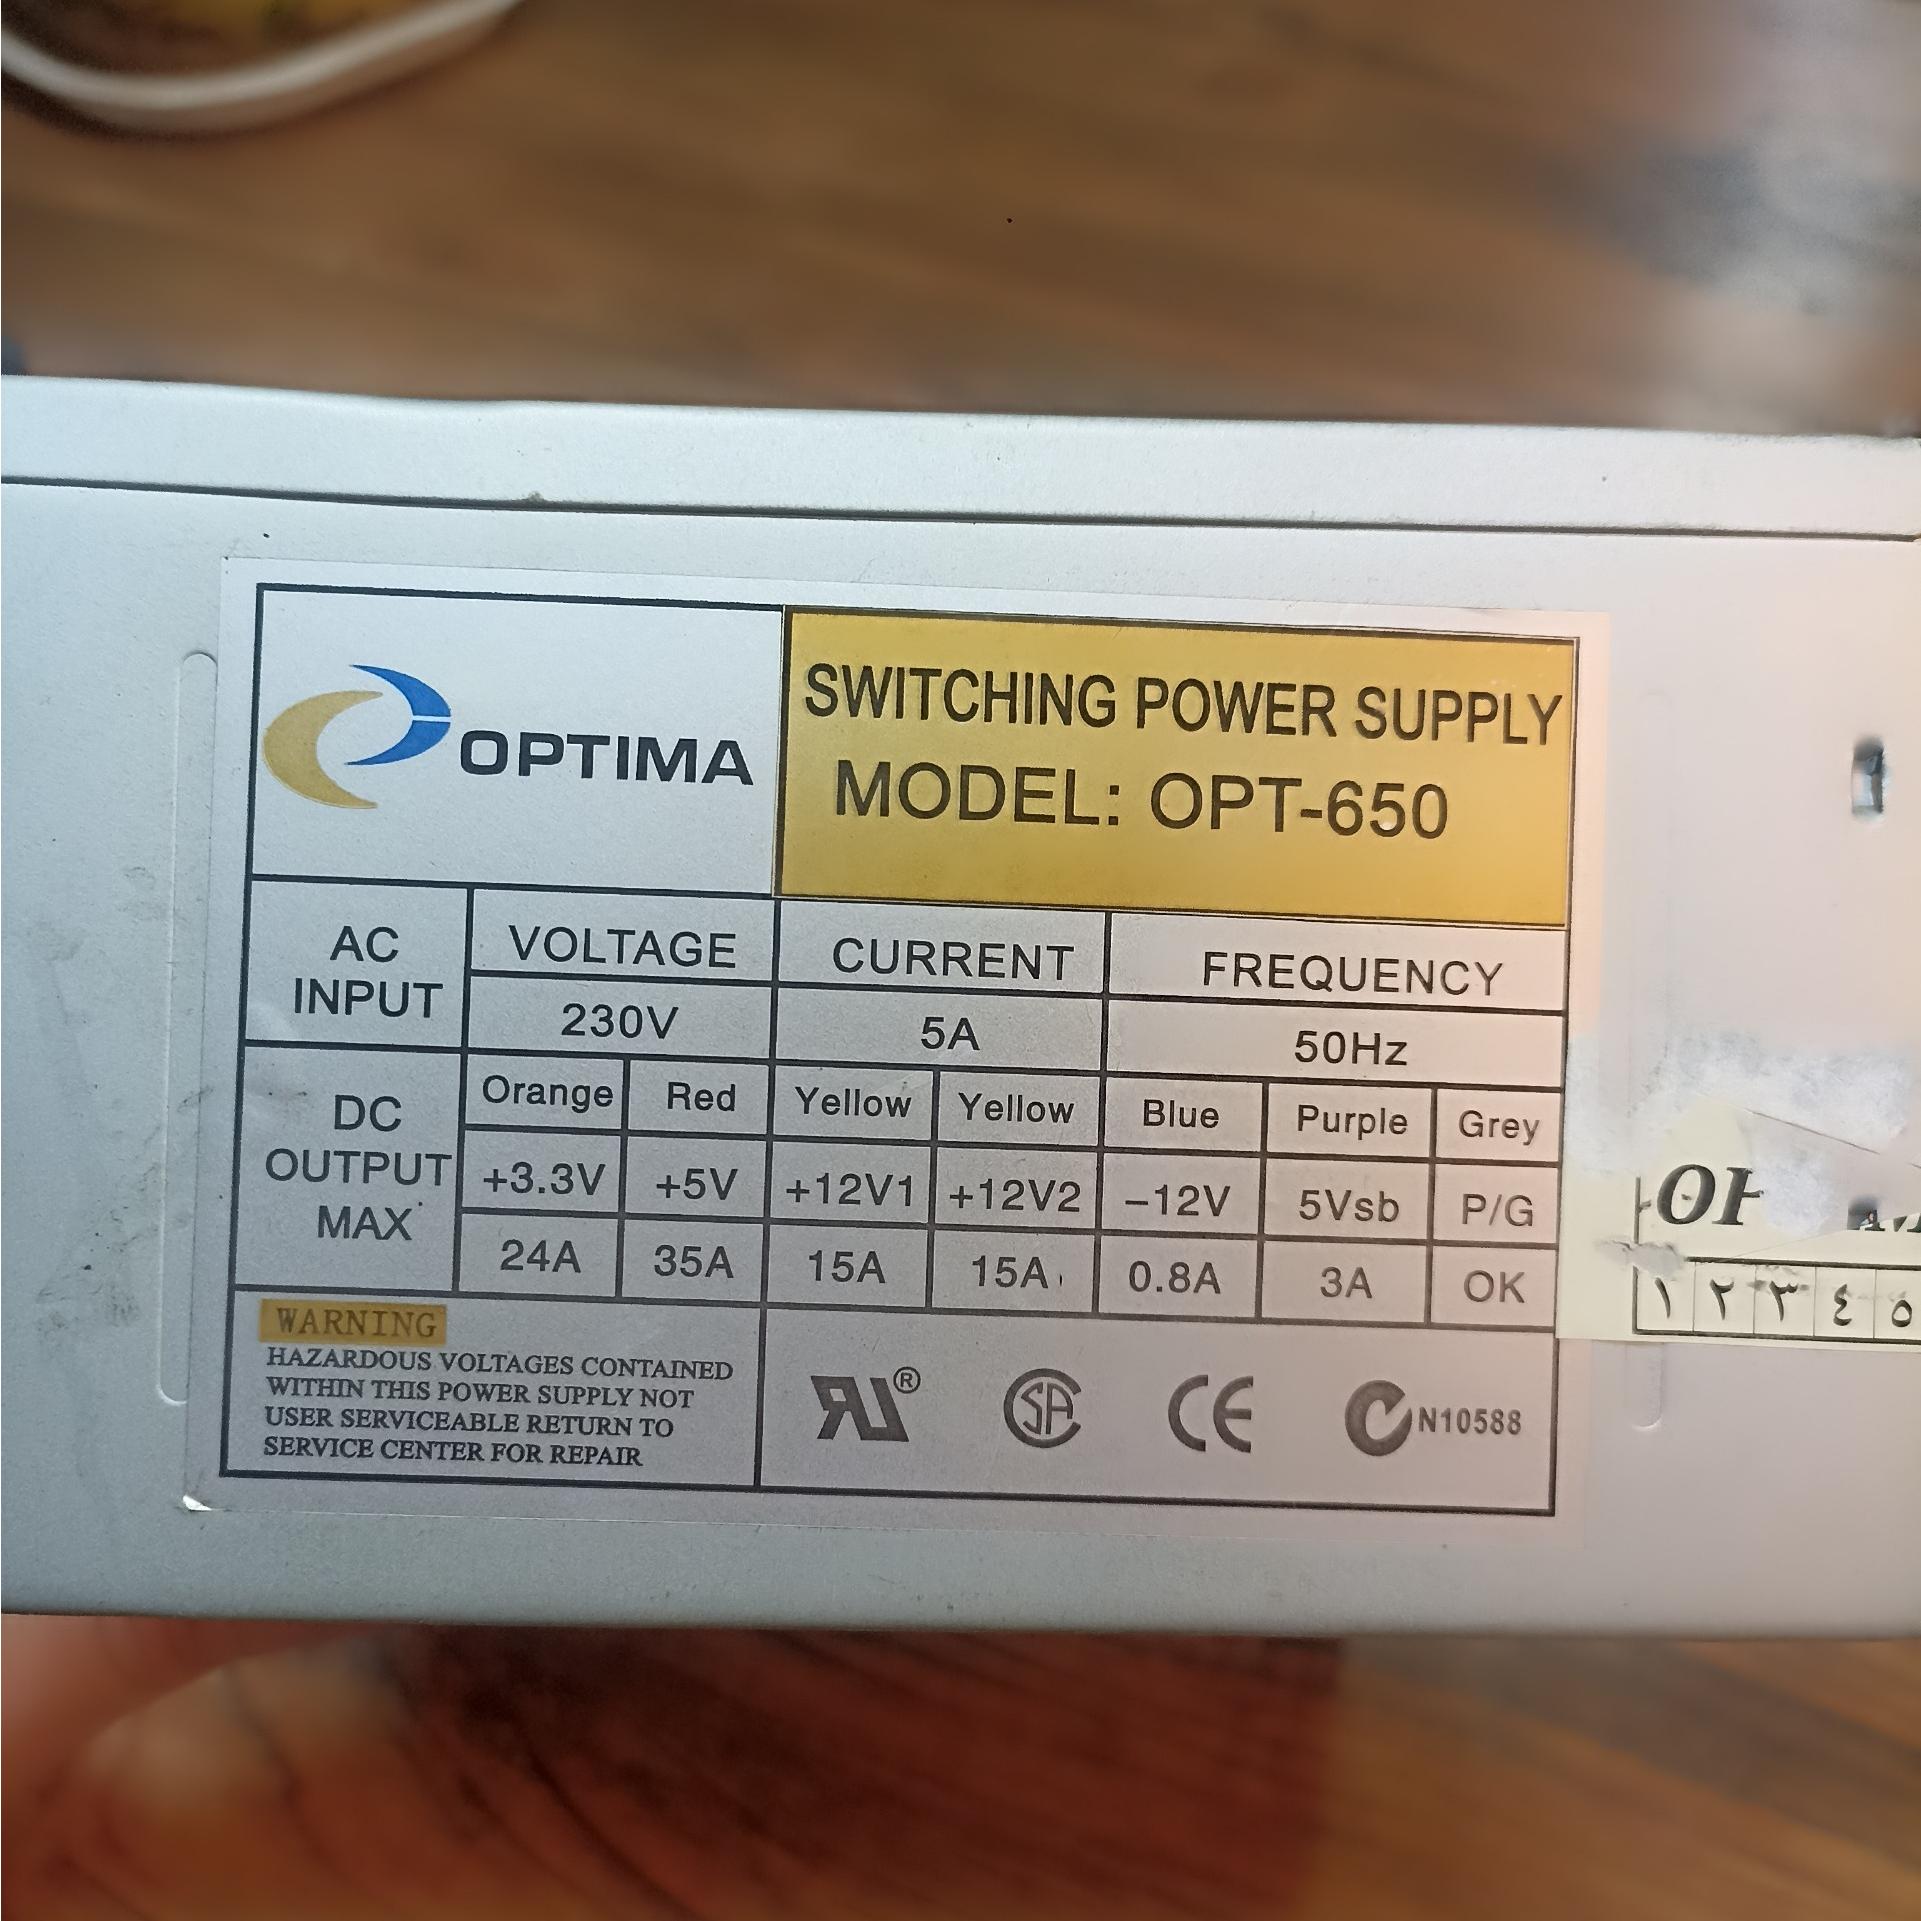 OPTIMA
SWITCHING POWER SUPPLY
MODEL: OPT-650
AC INPUT
VOLTAGE CURRENT FREQUENCY
230V 5A 50Hz
DC OUTPUT MAX
Orange Red Yellow Yellow Blue Purple Grey
+3.3V +5V +12V1 +12V2 -12V 5Vsb P/G
24A 35A 15A 15A 0.8A 3A OK
WARNING
HAZARDOUS VOLTAGES CONTAINED
WITHIN THIS POWER SUPPLY NOT
USER SERVICEABLE RETURN TO
SERVICE CENTER FOR REPAIR
RU® SA CE N10588
١ ٢ ٣ ٤ ٥